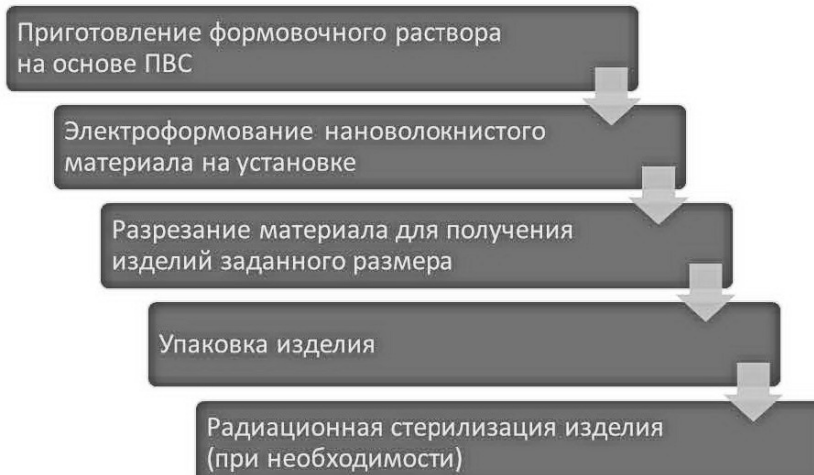 Приготовление формовочного раствора
на основе ПВС
Электроформование нановолокнистого
материала на установке
Разрезание материала для получения
изделий заданного размера
Упаковка изделия
Радиационная стерилизация изделия
(при необходимости)